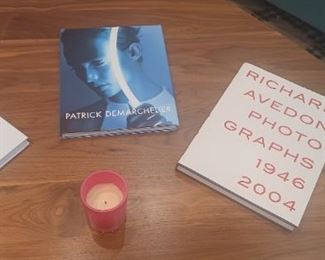 PATRICK DEMARCHELIER
RICHARD
AVEDON
PHOTO
GRAPHS
1946
2004